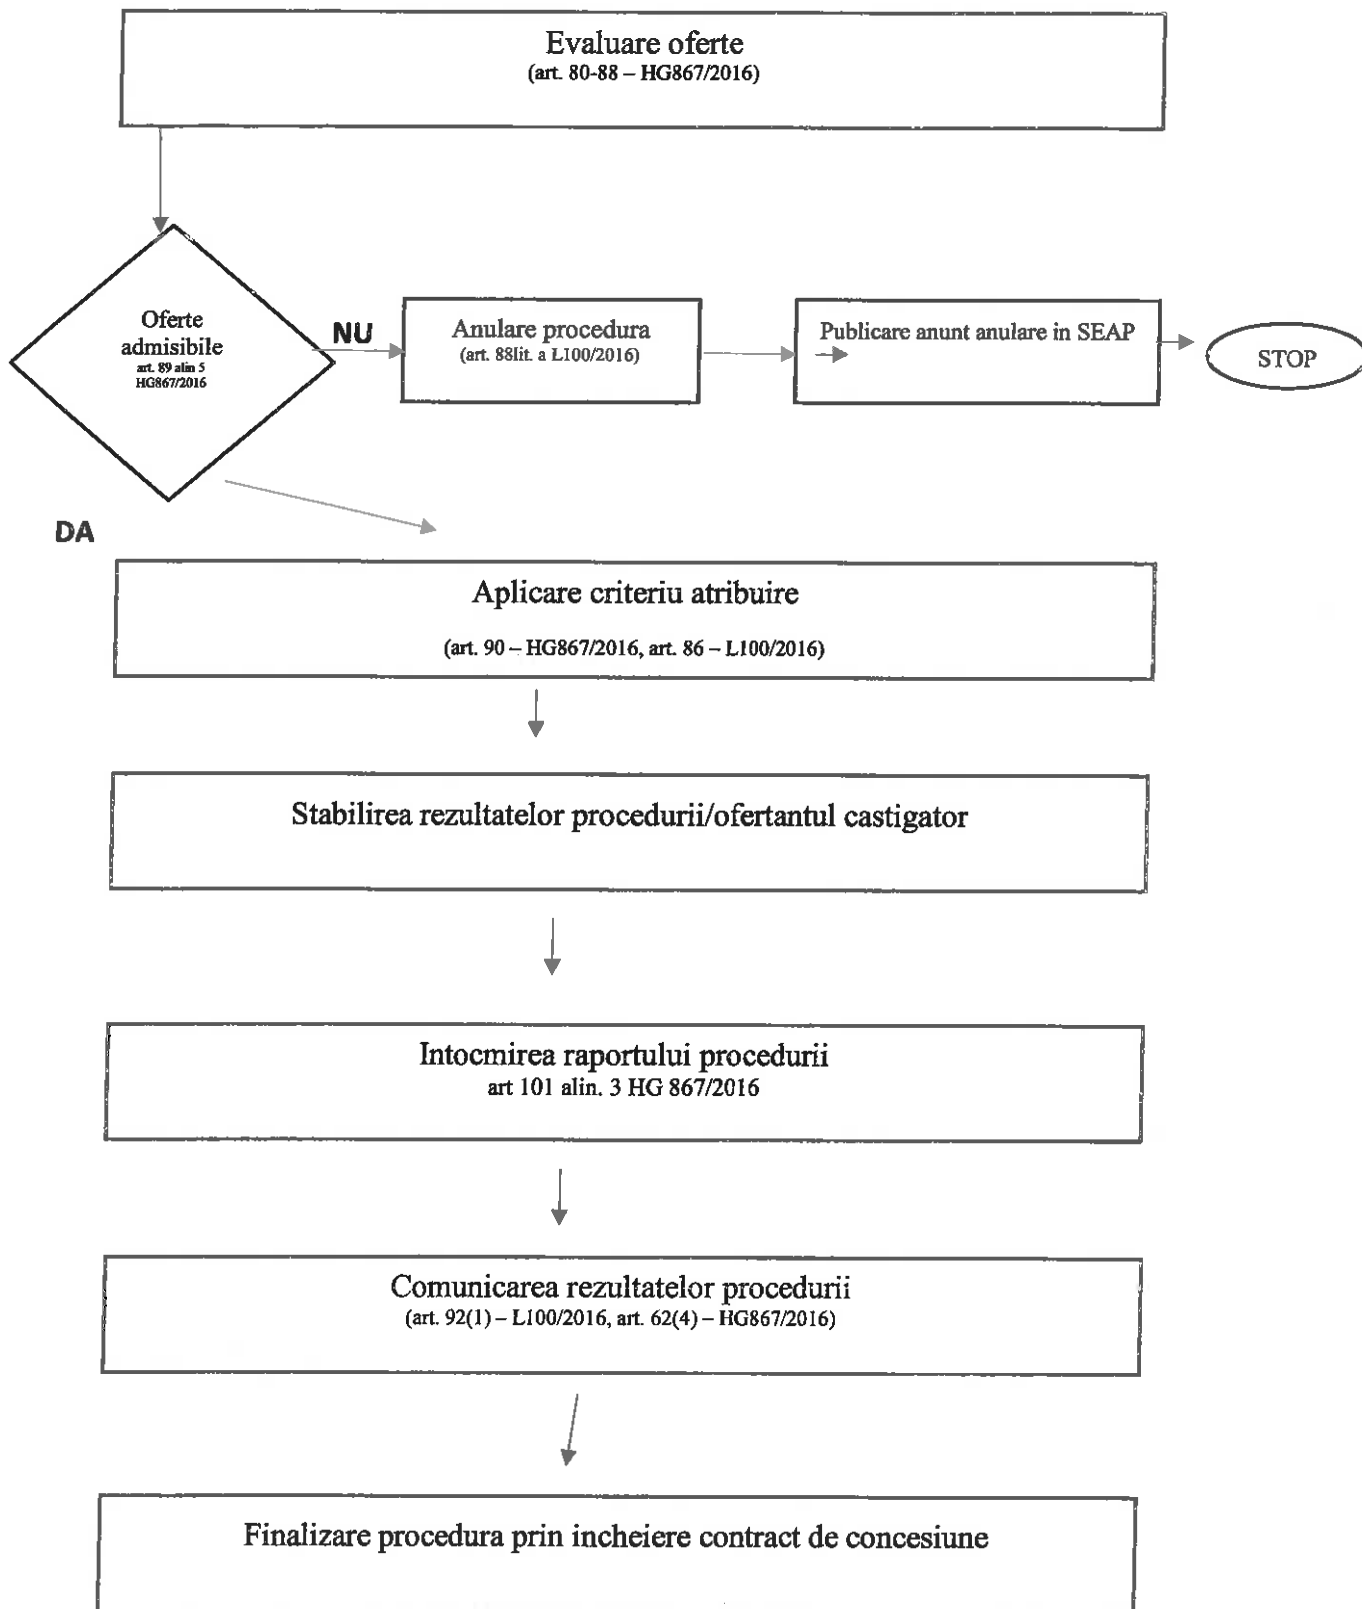 Evaluare oferte
(art. 80-88 – HG867/2016)
Oferte
admisibile
art. 89 alin 5
HG867/2016
NU
Anulare procedura
(art. 88lit. a L100/2016)
Publicare anunt anulare in SEAP
STOP
DA
Aplicare criteriu atribuire
(art. 90 – HG867/2016, art. 86 – L100/2016)
Stabilirea rezultatelor procedurii/ofertantul castigator
Intocmirea raportului procedurii
art 101 alin. 3 HG 867/2016
Comunicarea rezultatelor procedurii
(art. 92(1) – L100/2016, art. 62(4) – HG867/2016)
Finalizare procedura prin incheiere contract de concesiune